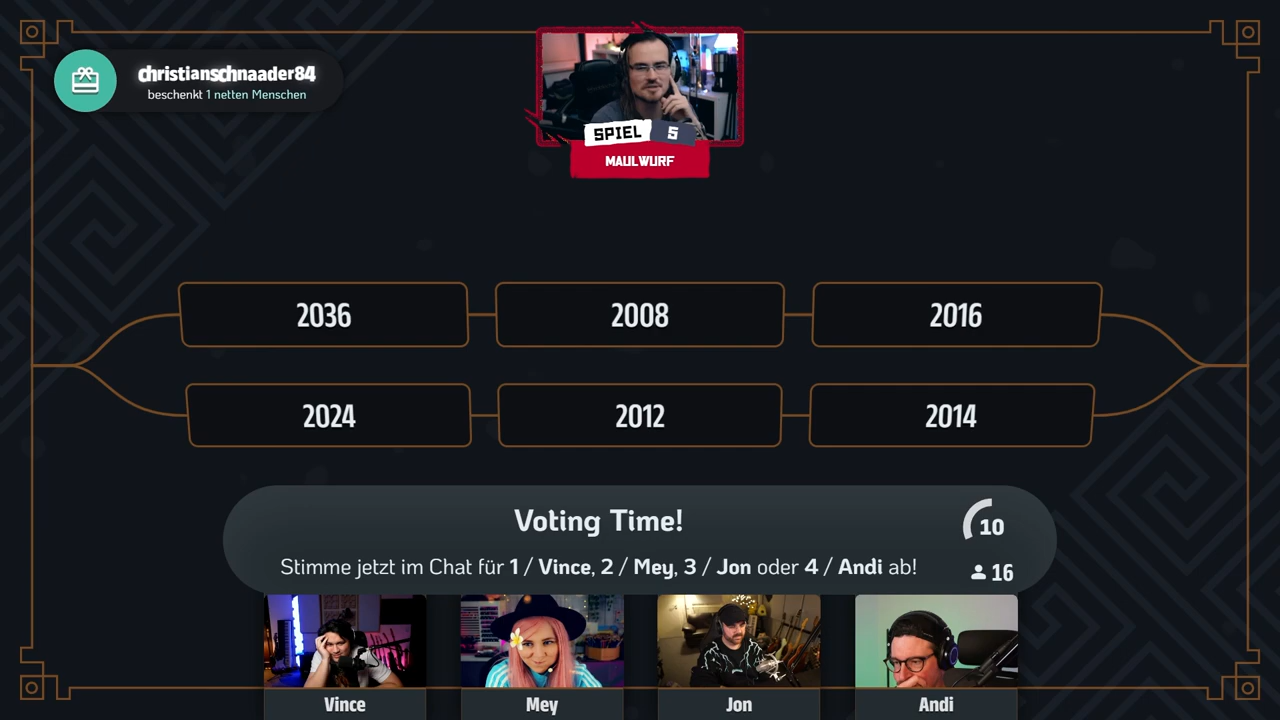 christianschnaader84
beschenkt 1 netten Menschen
SPIEL 5
MAULWURF
2036
2008
2016
2024
2012
2014
Voting Time!
10
Stimme jetzt im Chat für 1 / Vince, 2 / Mey, 3 / Jon oder 4 / Andi ab!
16
Vince
Mey
Jon
Andi